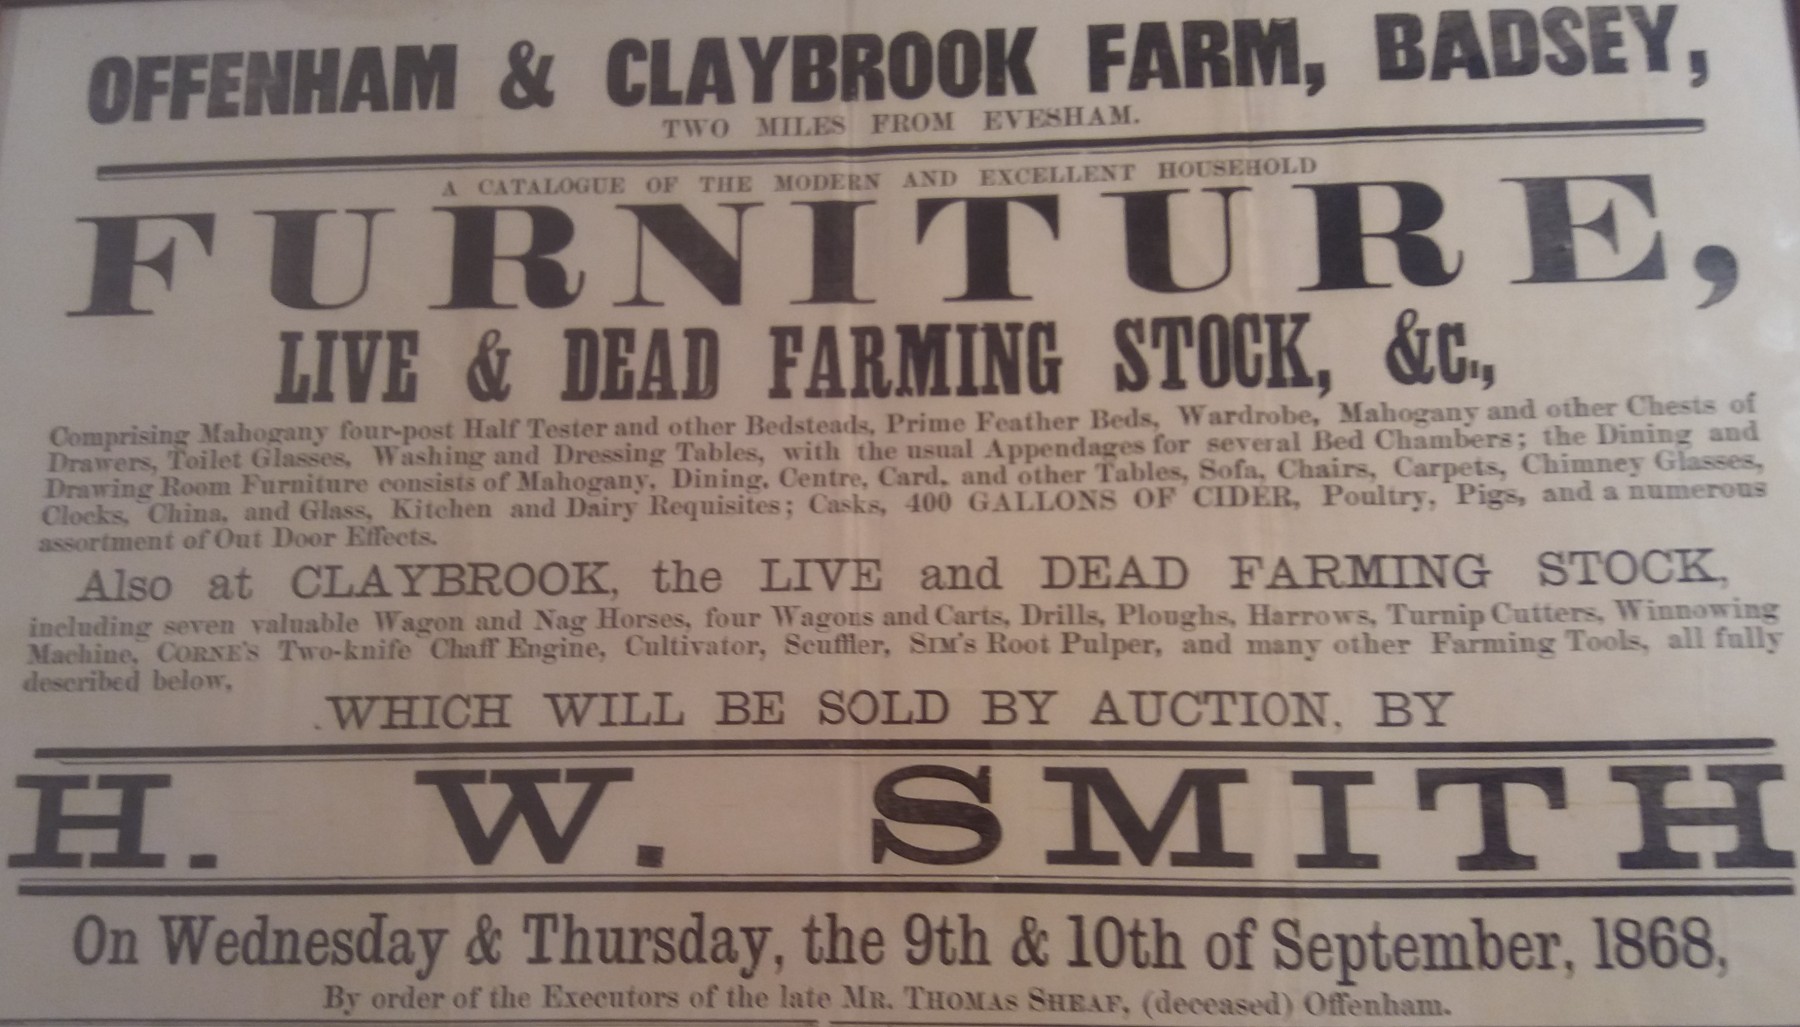 OFFENHAM & CLAYBROOK FARM, BADSEY,
TWO MILES FROM EVESHAM.
A CATALOGUE OF THE MODERN AND EXCELLENT HOUSEHOLD
FURNITURE,
LIVE & DEAD FARMING STOCK, &C.,
Comprising Mahogany four-post Half Tester and other Bedsteads, Prime Feather Beds, Wardrobe, Mahogany and other Chests of
Drawers, Toilet Glasses, Washing and Dressing Tables, with the usual Appendages for several Bed Chambers; the Dining and
Drawing Room Furniture consists of Mahogany, Dining, Centre, Card, and other Tables, Sofa, Chairs, Carpets, Chimney Glasses,
Clocks, China, and Glass, Kitchen and Dairy Requisites; Casks, 400 GALLONS OF CIDER, Poultry, Pigs, and a numerous
assortment of Out Door Effects.
Also at CLAYBROOK, the LIVE and DEAD FARMING STOCK,
including seven valuable Wagon and Nag Horses, four Wagons and Carts, Drills, Ploughs, Harrows, Turnip Cutters, Winnowing
Machine, CORNE'S Two-knife Chaff Engine, Cultivator, Scuffler, SIM'S Root Pulper, and many other Farming Tools, all fully
described below,
WHICH WILL BE SOLD BY AUCTION, BY
H. W. SMITH
On Wednesday & Thursday, the 9th & 10th of September, 1868,
By order of the Executors of the late MR. THOMAS SHEAF, (deceased) Offenham.